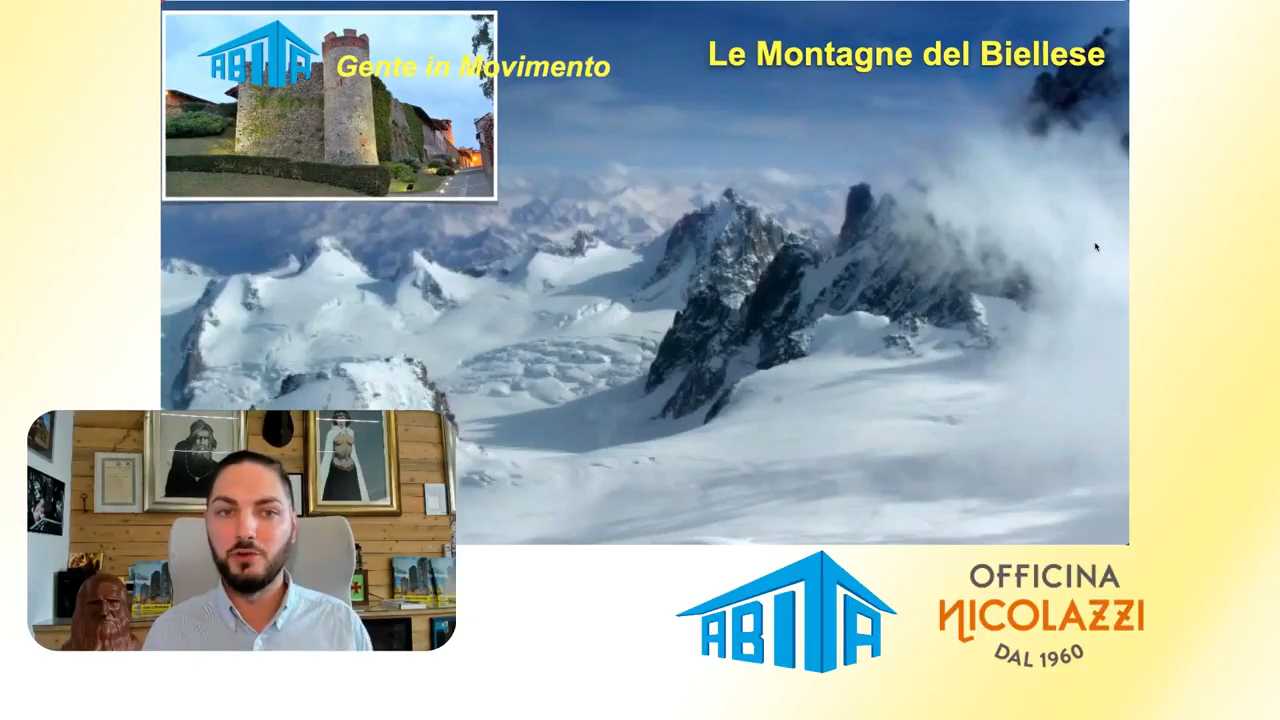 ABITA
Gente in Movimento
Le Montagne del Biellese
ABITA
OFFICINA
NICOLAZZI
DAL 1960